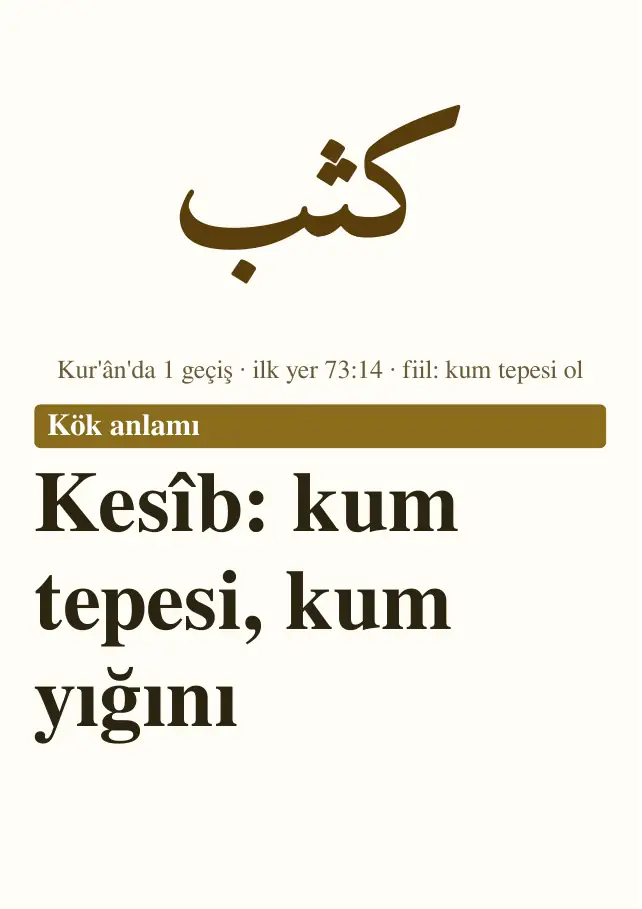 كثب
Kur'ân'da 1 geçiş · ilk yer 73:14 · fiil: kum tepesi ol
Kök anlamı
Kesîb: kum
tepesi, kum
yığını